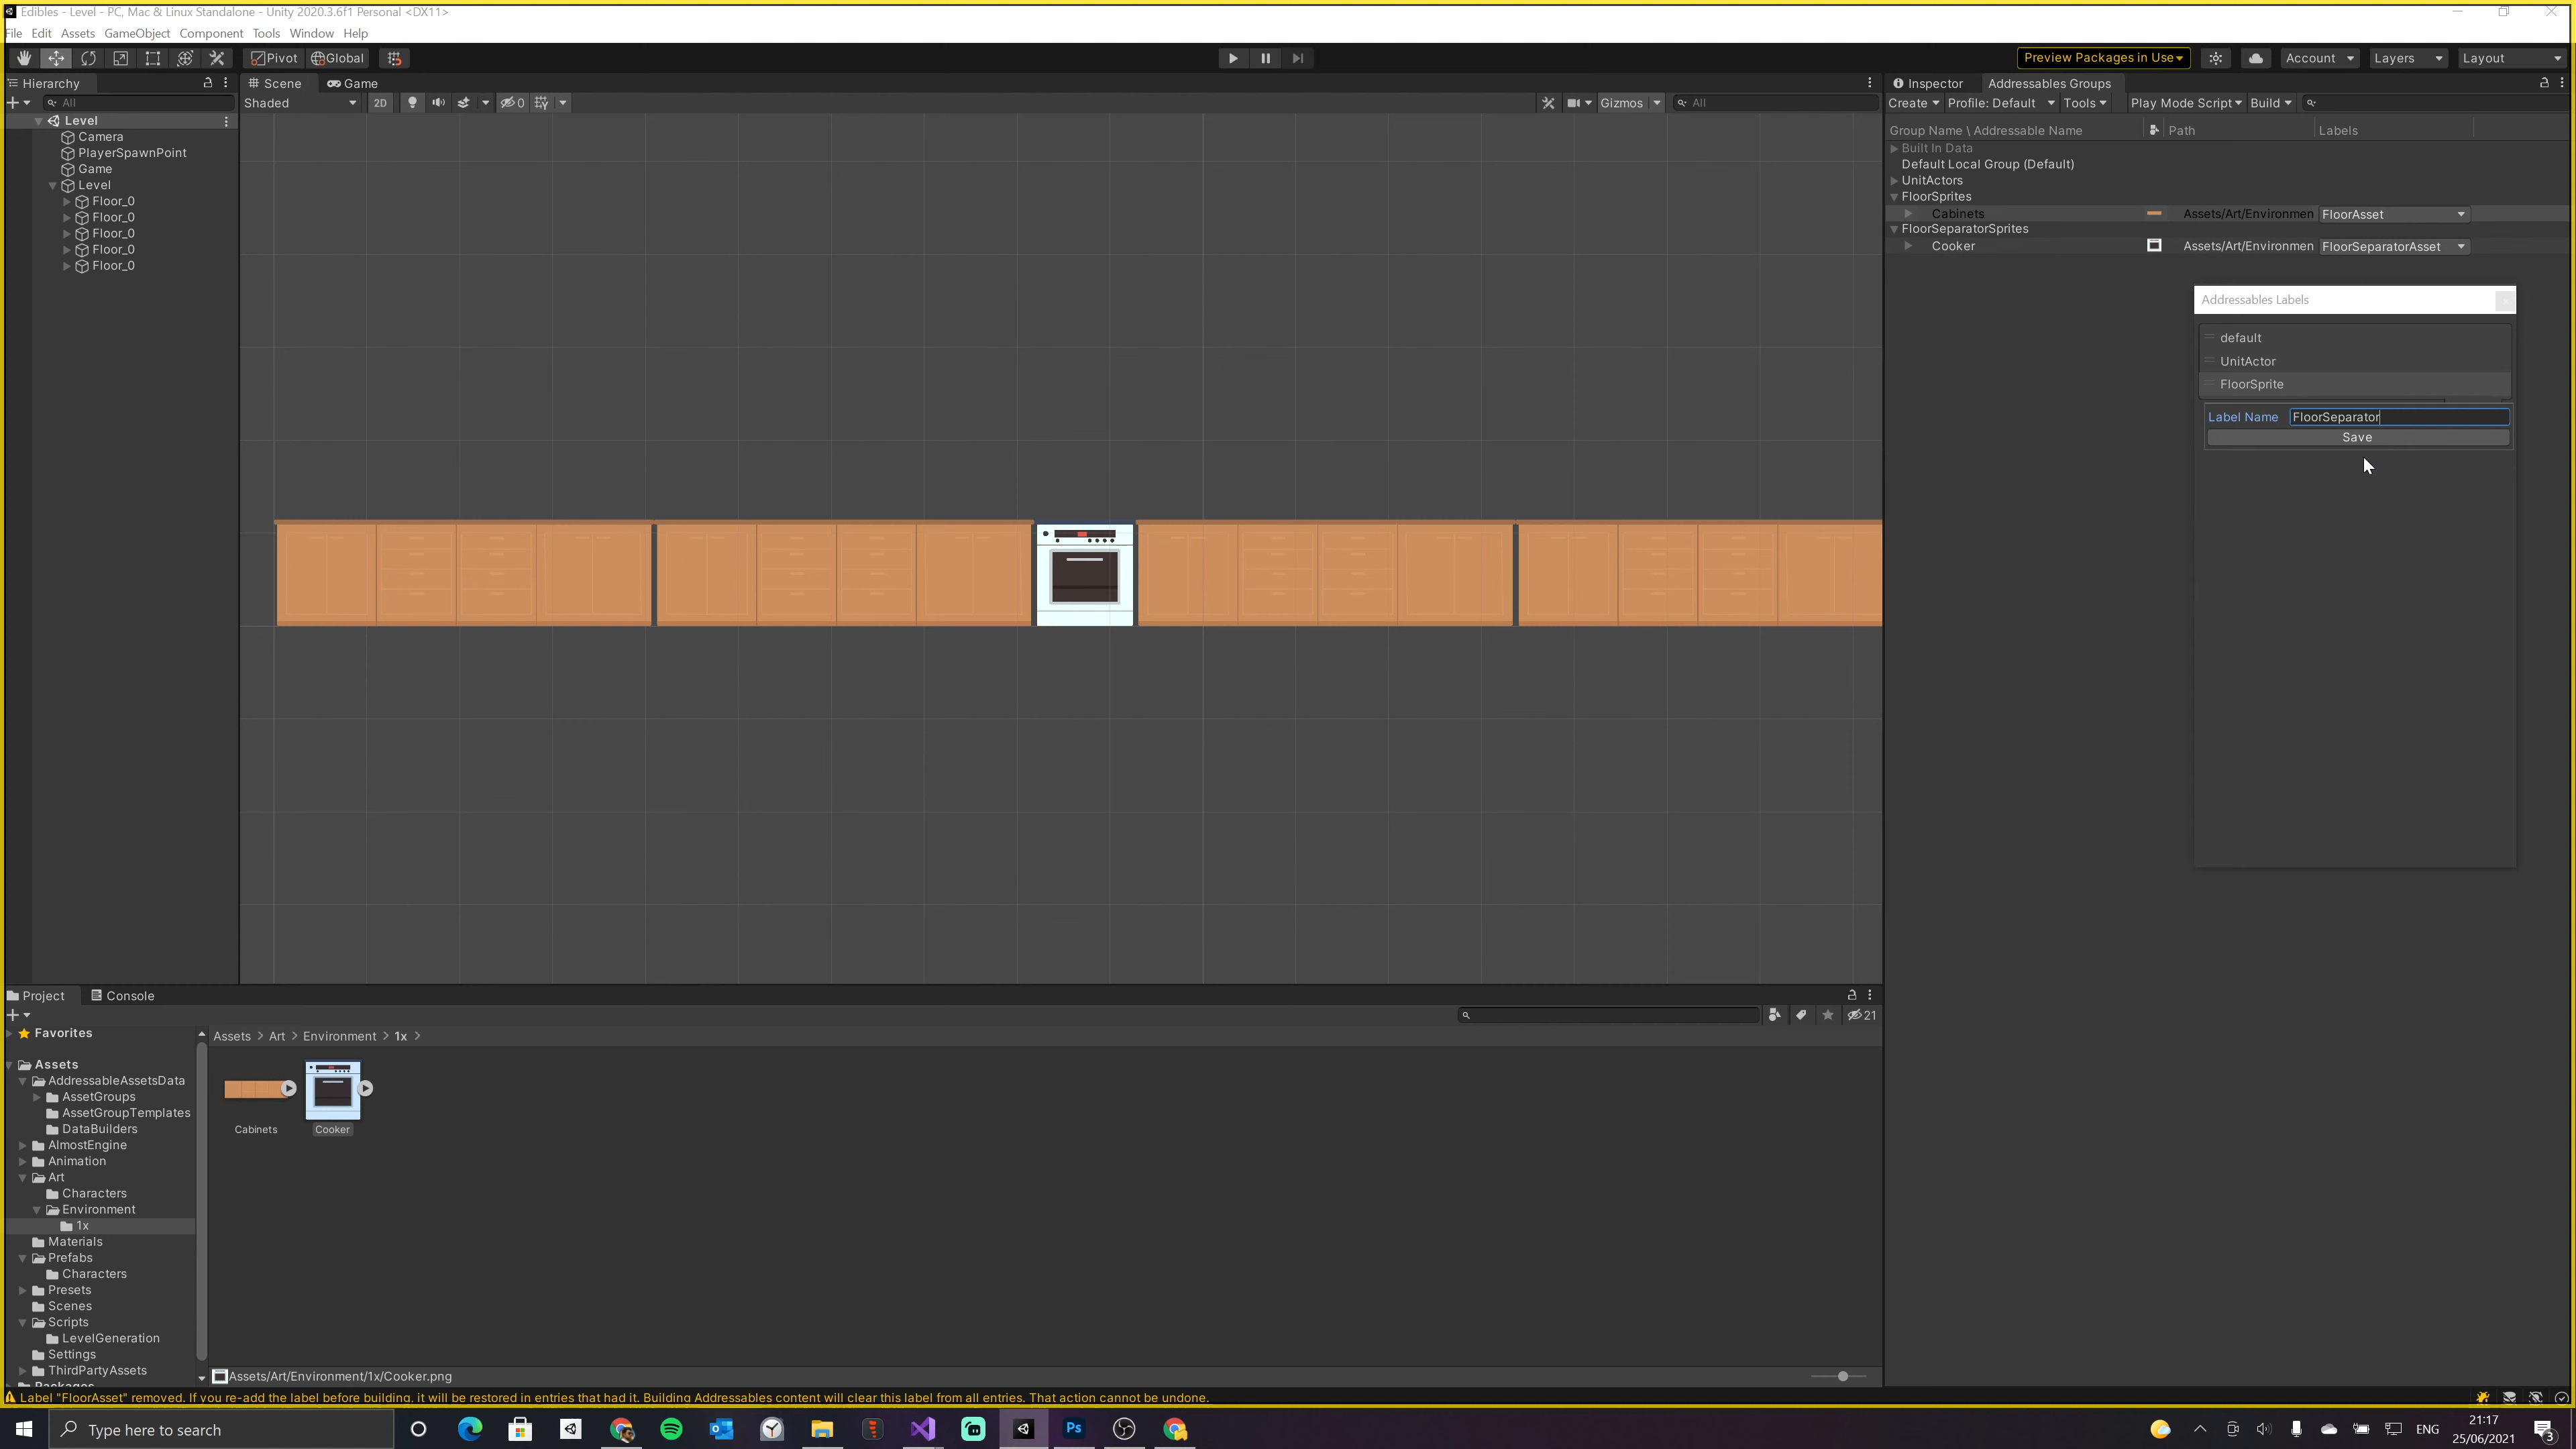 Edibles - Level - PC, Mac & Linux Standalone - Unity 2020.3.6f1 Personal <DX11>
File Edit Assets GameObject Component Tools Window Help
Pivot Global Preview Packages in Use Account Layers Layout
Hierarchy Scene Game Inspector Addressables Groups
All Shaded 2D 0 Gizmos All Create Profile: Default Tools Play Mode Script Build
Level
Camera
PlayerSpawnPoint
Game
Level
Floor_0
Floor_0
Floor_0
Floor_0
Floor_0
Group Name \ Addressable Name Path Labels
Built In Data
Default Local Group (Default)
UnitActors
FloorSprites
Cabinets Assets/Art/Environmen FloorAsset
FloorSeparatorSprites
Cooker Assets/Art/Environmen FloorSeparatorAsset
Addressables Labels
default
UnitActor
FloorSprite
Label Name FloorSeparator
Save
Project Console
21
Favorites
Assets
AddressableAssetsData
AssetGroups
AssetGroupTemplates
DataBuilders
AlmostEngine
Animation
Art
Characters
Environment
1x
Materials
Prefabs
Characters
Presets
Scenes
Scripts
LevelGeneration
Settings
ThirdPartyAssets
Packages
Assets > Art > Environment > 1x >
Cabinets Cooker
Assets/Art/Environment/1x/Cooker.png
Label "FloorAsset" removed. If you re-add the label before building, it will be restored in entries that had it. Building Addressables content will clear this label from all entries. That action cannot be undone.
Type here to search
Ps
ENG
21:17
25/06/2021
3